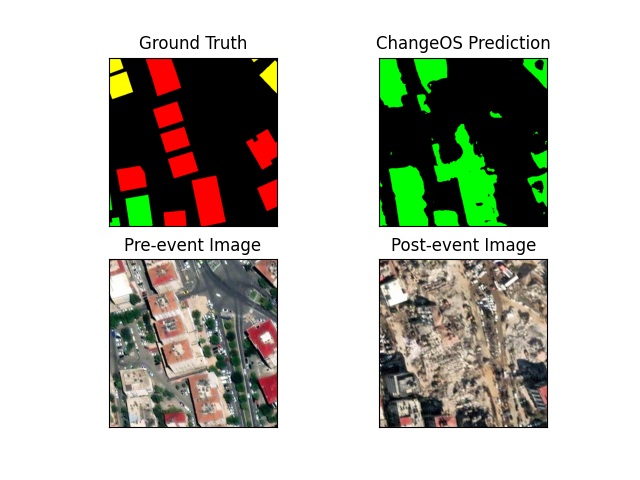 Ground Truth
ChangeOS Prediction
Pre-event Image
Post-event Image